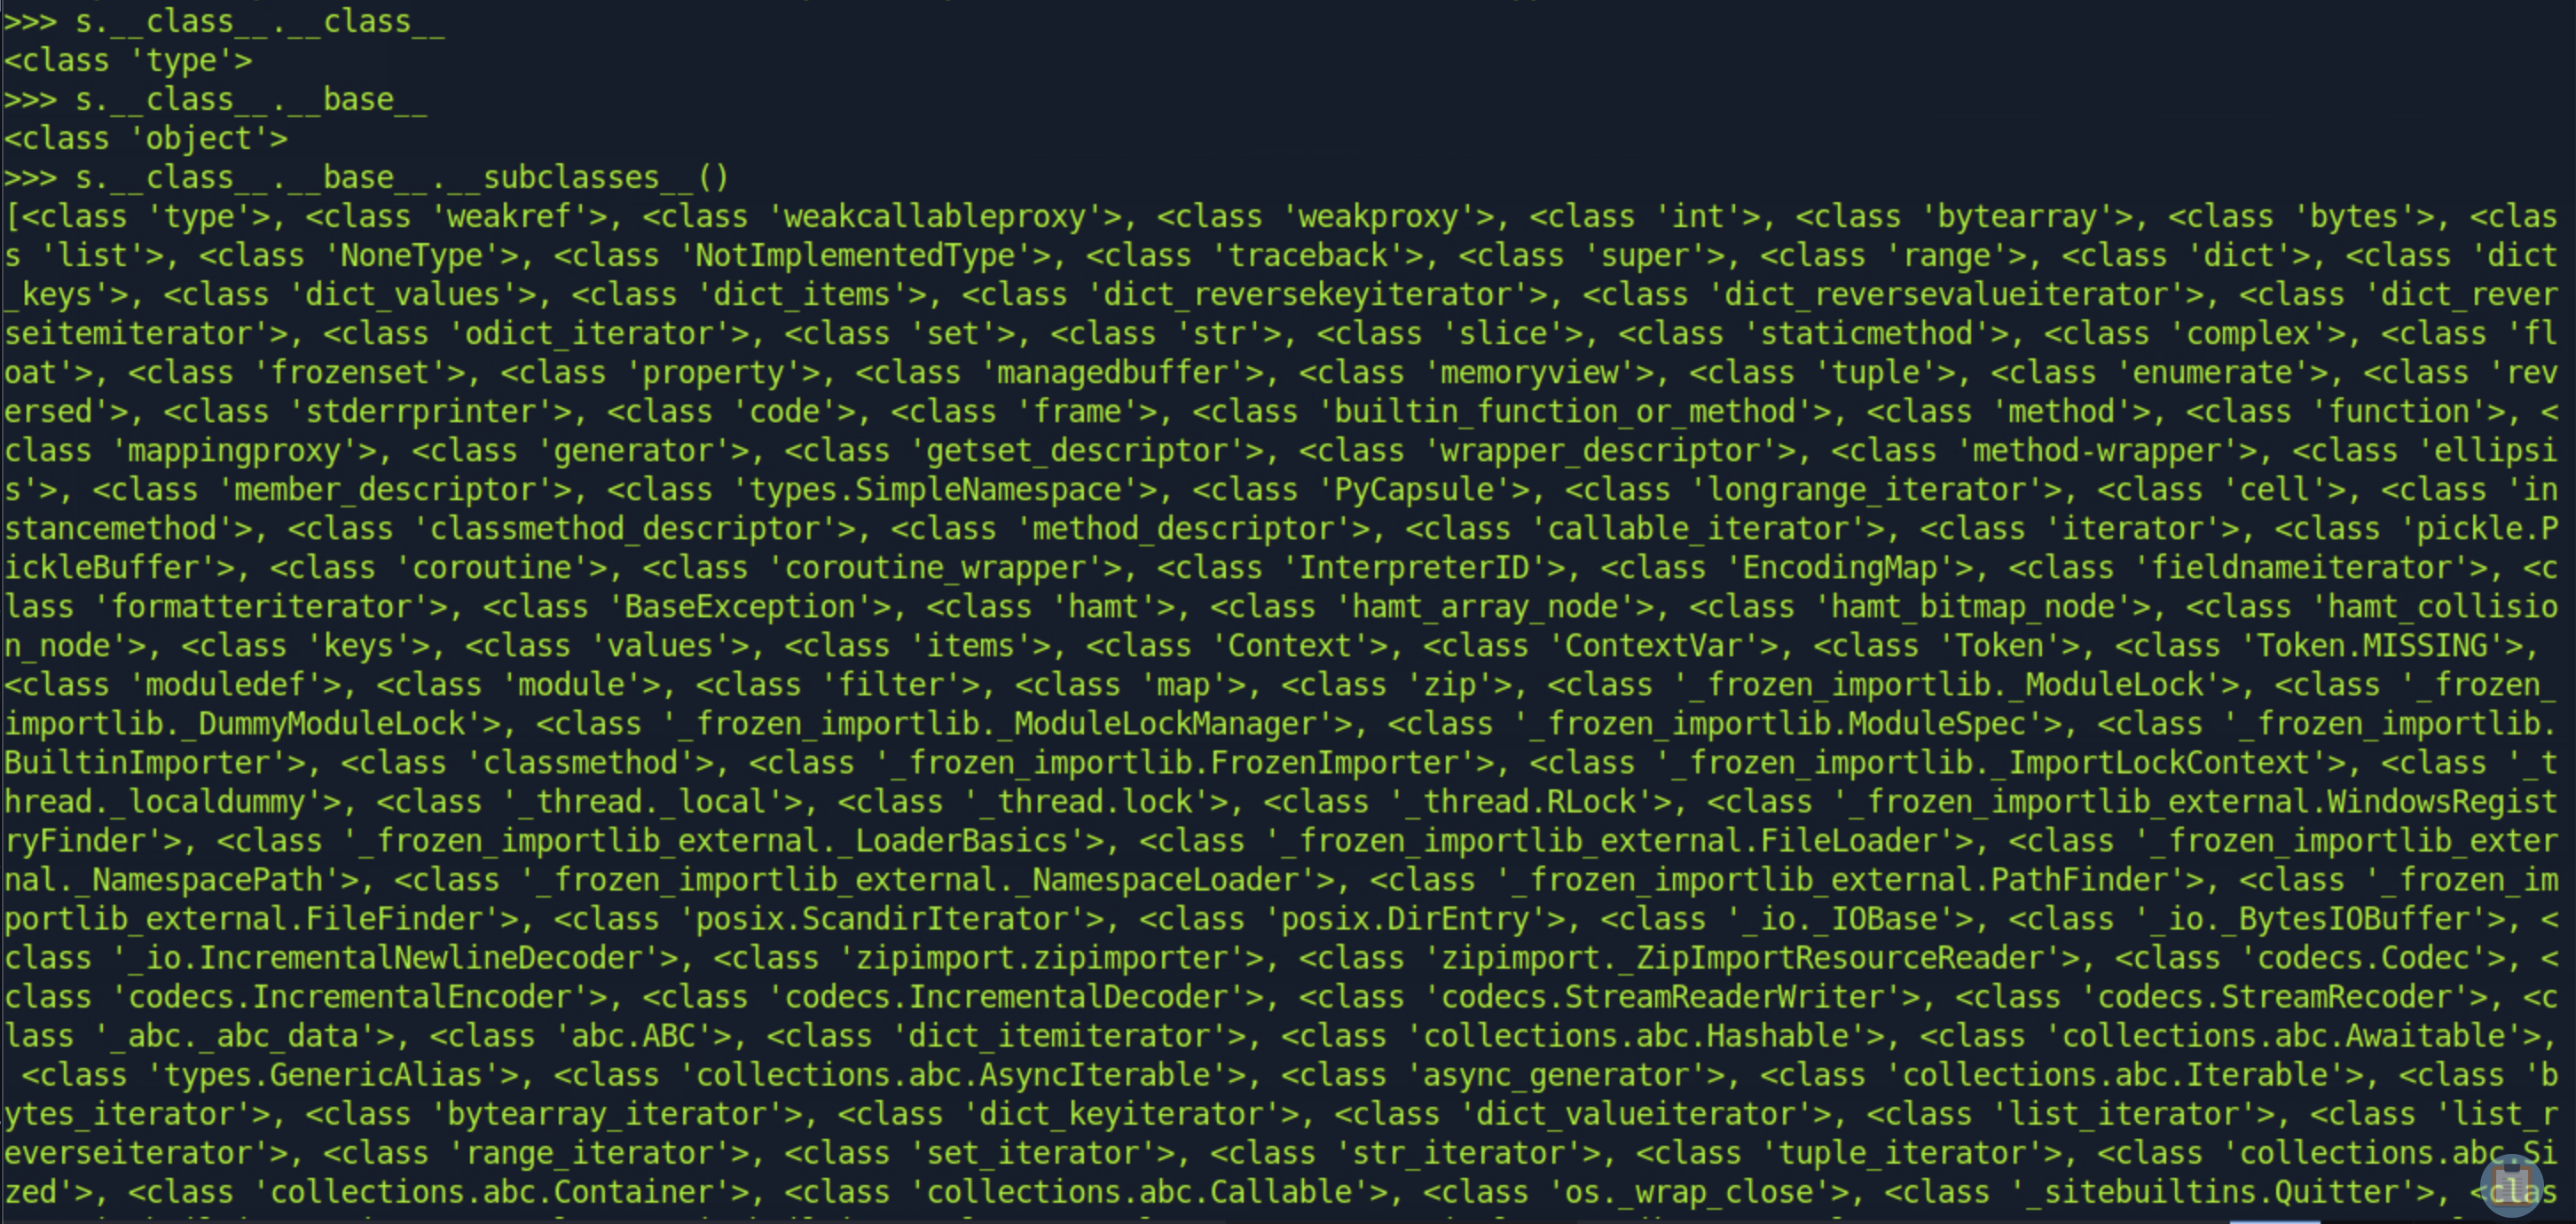 >>> s.__class__.__class__
<class 'type'>
>>> s.__class__.__base__
<class 'object'>
>>> s.__class__.__base__.__subclasses__()
[<class 'type'>, <class 'weakref'>, <class 'weakcallableproxy'>, <class 'weakproxy'>, <class 'int'>, <class 'bytearray'>, <class 'bytes'>, <clas
s 'list'>, <class 'NoneType'>, <class 'NotImplementedType'>, <class 'traceback'>, <class 'super'>, <class 'range'>, <class 'dict'>, <class 'dict
_keys'>, <class 'dict_values'>, <class 'dict_items'>, <class 'dict_reversekeyiterator'>, <class 'dict_reversevalueiterator'>, <class 'dict_rever
seitemiterator'>, <class 'odict_iterator'>, <class 'set'>, <class 'str'>, <class 'slice'>, <class 'staticmethod'>, <class 'complex'>, <class 'fl
oat'>, <class 'frozenset'>, <class 'property'>, <class 'managedbuffer'>, <class 'memoryview'>, <class 'tuple'>, <class 'enumerate'>, <class 'rev
ersed'>, <class 'stderrprinter'>, <class 'code'>, <class 'frame'>, <class 'builtin_function_or_method'>, <class 'method'>, <class 'function'>, <
class 'mappingproxy'>, <class 'generator'>, <class 'getset_descriptor'>, <class 'wrapper_descriptor'>, <class 'method-wrapper'>, <class 'ellipsi
s'>, <class 'member_descriptor'>, <class 'types.SimpleNamespace'>, <class 'PyCapsule'>, <class 'longrange_iterator'>, <class 'cell'>, <class 'in
stancemethod'>, <class 'classmethod_descriptor'>, <class 'method_descriptor'>, <class 'callable_iterator'>, <class 'iterator'>, <class 'pickle.P
ickleBuffer'>, <class 'coroutine'>, <class 'coroutine_wrapper'>, <class 'InterpreterID'>, <class 'EncodingMap'>, <class 'fieldnameiterator'>, <c
lass 'formatteriterator'>, <class 'BaseException'>, <class 'hamt'>, <class 'hamt_array_node'>, <class 'hamt_bitmap_node'>, <class 'hamt_collisio
n_node'>, <class 'keys'>, <class 'values'>, <class 'items'>, <class 'Context'>, <class 'ContextVar'>, <class 'Token'>, <class 'Token.MISSING'>,
<class 'moduledef'>, <class 'module'>, <class 'filter'>, <class 'map'>, <class 'zip'>, <class '_frozen_importlib._ModuleLock'>, <class '_frozen_
importlib._DummyModuleLock'>, <class '_frozen_importlib._ModuleLockManager'>, <class '_frozen_importlib.ModuleSpec'>, <class '_frozen_importlib.
BuiltinImporter'>, <class 'classmethod'>, <class '_frozen_importlib.FrozenImporter'>, <class '_frozen_importlib._ImportLockContext'>, <class '_t
hread._localdummy'>, <class '_thread._local'>, <class '_thread.lock'>, <class '_thread.RLock'>, <class '_frozen_importlib_external.WindowsRegist
ryFinder'>, <class '_frozen_importlib_external._LoaderBasics'>, <class '_frozen_importlib_external.FileLoader'>, <class '_frozen_importlib_exter
nal._NamespacePath'>, <class '_frozen_importlib_external._NamespaceLoader'>, <class '_frozen_importlib_external.PathFinder'>, <class '_frozen_im
portlib_external.FileFinder'>, <class 'posix.ScandirIterator'>, <class 'posix.DirEntry'>, <class '_io._IOBase'>, <class '_io._BytesIOBuffer'>, <
class '_io.IncrementalNewlineDecoder'>, <class 'zipimport.zipimporter'>, <class 'zipimport._ZipImportResourceReader'>, <class 'codecs.Codec'>, <
class 'codecs.IncrementalEncoder'>, <class 'codecs.IncrementalDecoder'>, <class 'codecs.StreamReaderWriter'>, <class 'codecs.StreamRecoder'>, <c
lass '_abc._abc_data'>, <class 'abc.ABC'>, <class 'dict_itemiterator'>, <class 'collections.abc.Hashable'>, <class 'collections.abc.Awaitable'>,
 <class 'types.GenericAlias'>, <class 'collections.abc.AsyncIterable'>, <class 'async_generator'>, <class 'collections.abc.Iterable'>, <class 'b
ytes_iterator'>, <class 'bytearray_iterator'>, <class 'dict_keyiterator'>, <class 'dict_valueiterator'>, <class 'list_iterator'>, <class 'list_r
everseiterator'>, <class 'range_iterator'>, <class 'set_iterator'>, <class 'str_iterator'>, <class 'tuple_iterator'>, <class 'collections.abc.Si
zed'>, <class 'collections.abc.Container'>, <class 'collections.abc.Callable'>, <class 'os._wrap_close'>, <class '_sitebuiltins.Quitter'>, <clas